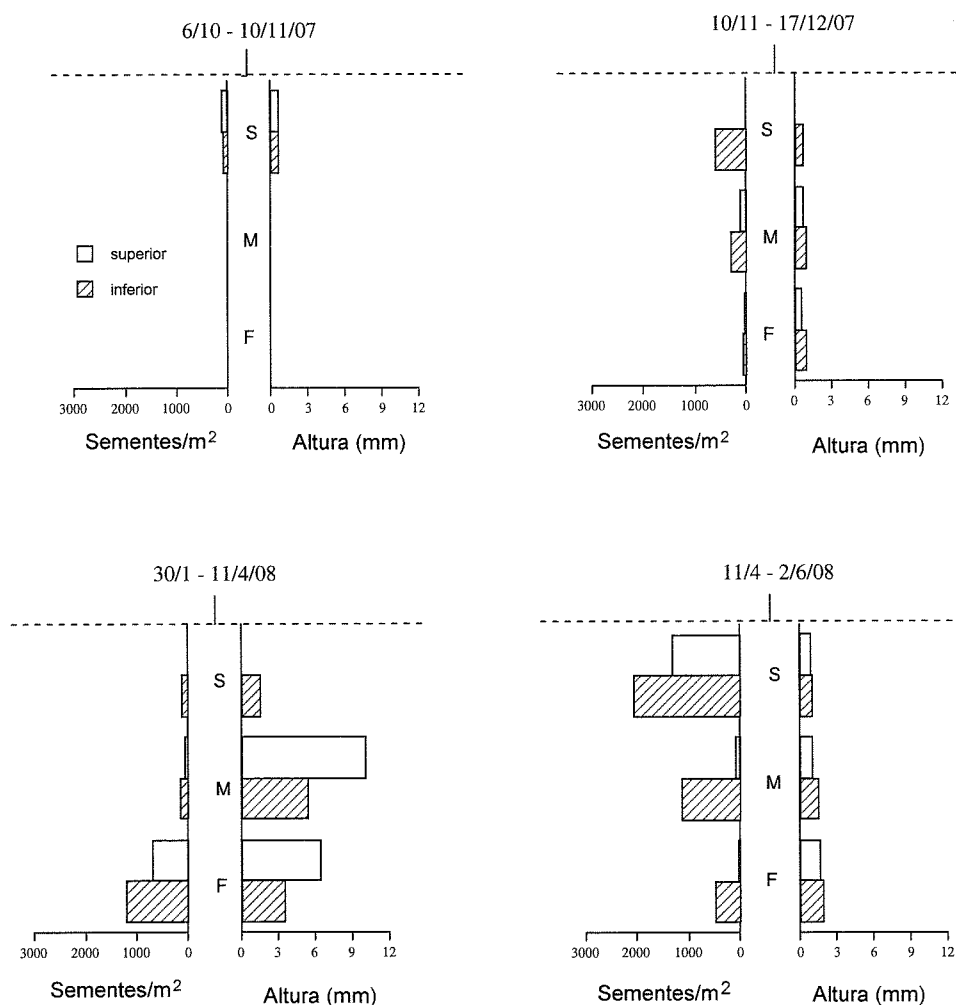 6/10 - 10/11/07
S
M
F
superior
inferior
3000 2000 1000 0
0 3 6 9 12
Sementes/m²
Altura (mm)
10/11 - 17/12/07
S
M
F
3000 2000 1000 0
0 3 6 9 12
Sementes/m²
Altura (mm)
30/1 - 11/4/08
S
M
F
3000 2000 1000 0
0 3 6 9 12
Sementes/m²
Altura (mm)
11/4 - 2/6/08
S
M
F
3000 2000 1000 0
0 3 6 9 12
Sementes/m²
Altura (mm)